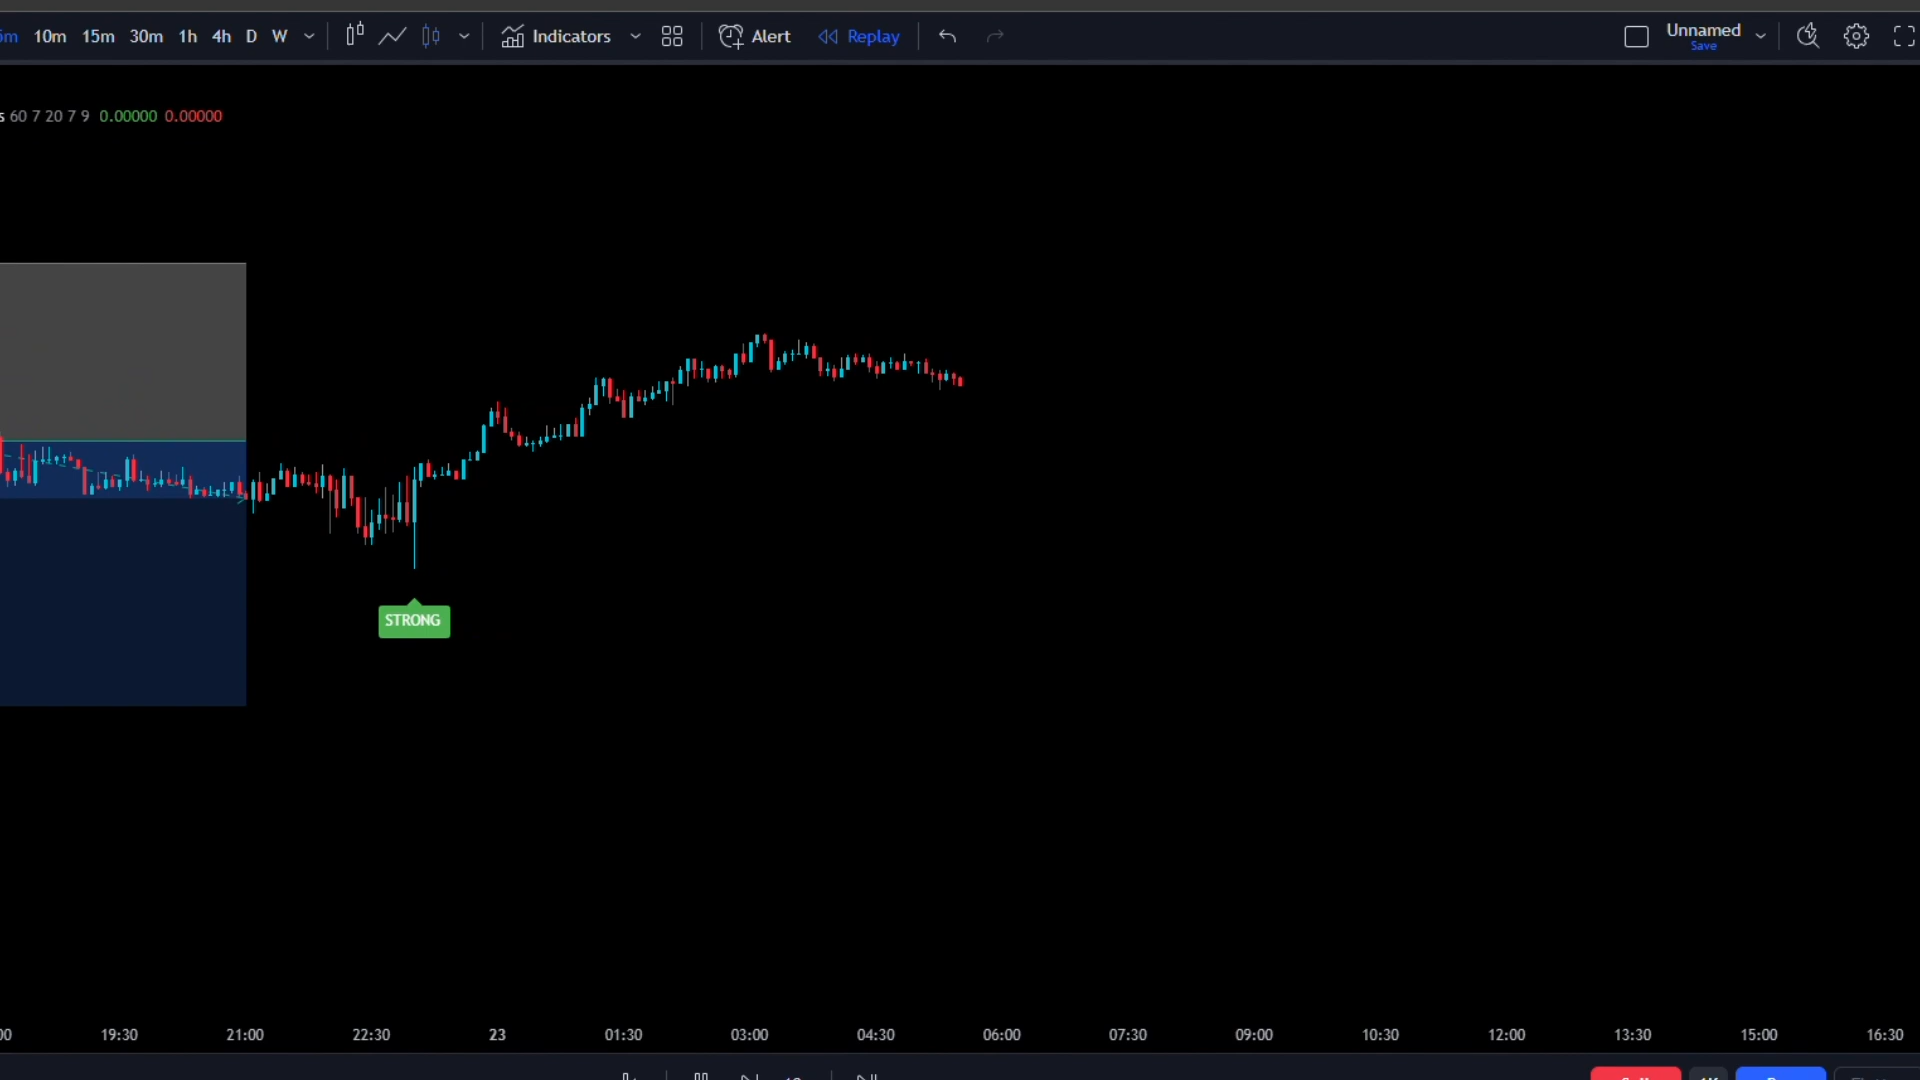 10m 15m 30m 1h 4h D W Indicators Alert Replay Unnamed
Save
60 7 20 7 9 0.00000 0.00000
STRONG
19:30 21:00 22:30 23 01:30 03:00 04:30 06:00 07:30 09:00 10:30 12:00 13:30 15:00 16:30